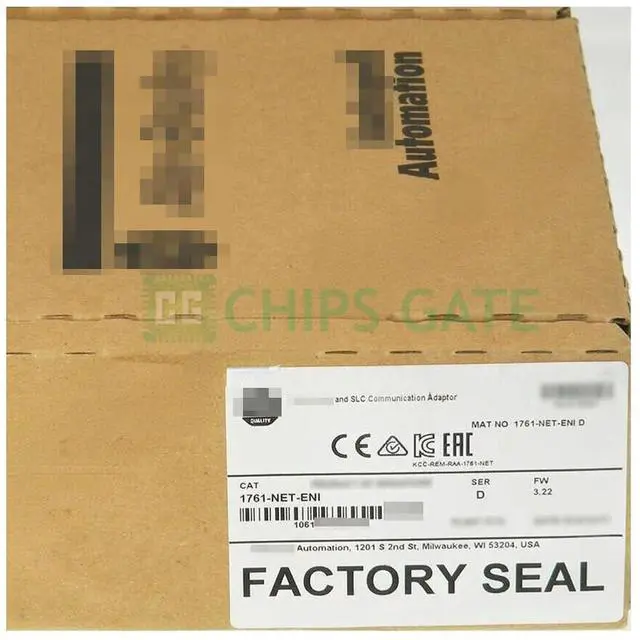 Automation
CHIPS GATE
QUALITY
and SLC Communication Adaptor
MAT NO 1761-NET-ENI D
CE KC EAC
KCC-REM-RAA-1761-NET
CAT
1761-NET-ENI
SER
D
FW
3.22
1061
Automation, 1201 S 2nd St, Milwaukee, WI 53204, USA
FACTORY SEAL